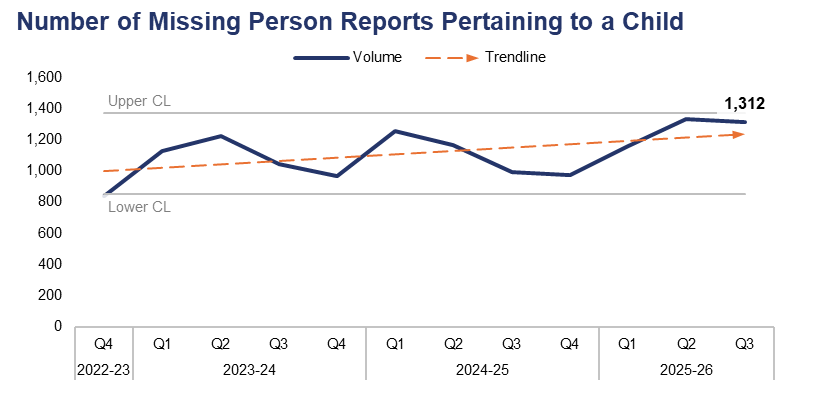 Number of Missing Person Reports Pertaining to a Child
Volume Trendline
1,600
1,400
1,200
1,000
800
600
400
200
0
Upper CL
1,312
Lower CL
Q4 Q1 Q2 Q3 Q4 Q1 Q2 Q3 Q4 Q1 Q2 Q3
2022-23 2023-24 2024-25 2025-26